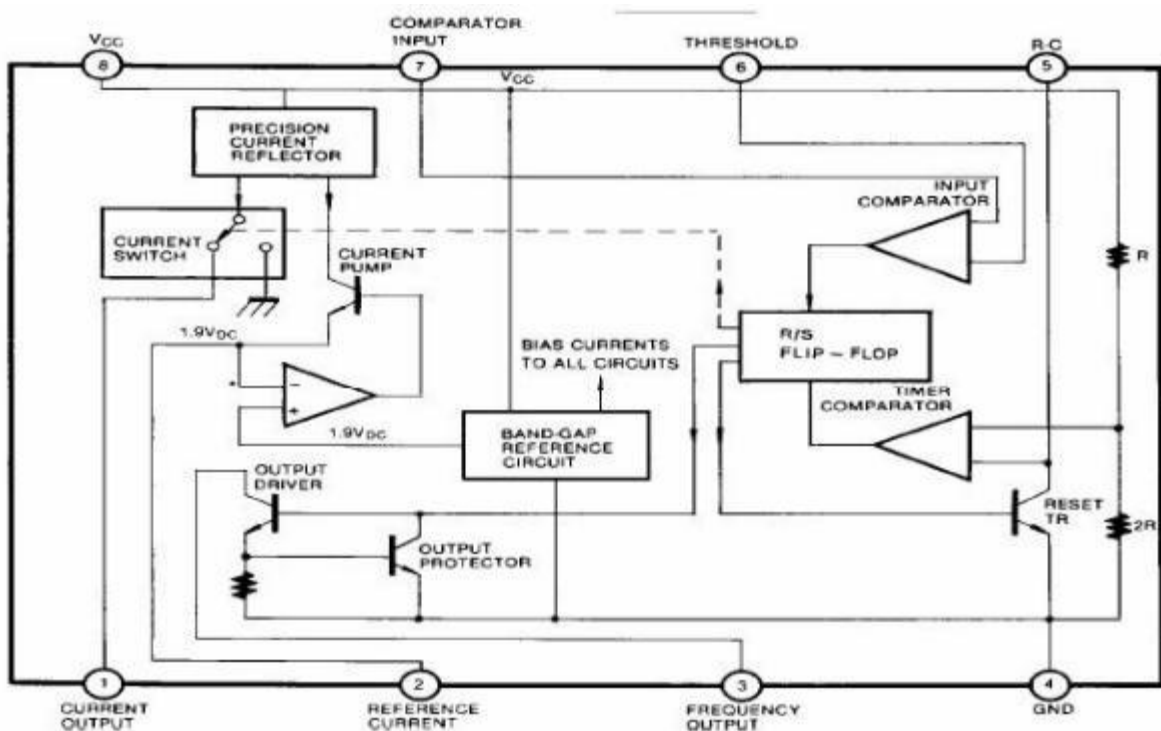 VCC
COMPARATOR
INPUT
THRESHOLD
R-C
8
7
6
5
VCC
PRECISION
CURRENT
REFLECTOR
INPUT
COMPARATOR
CURRENT
SWITCH
CURRENT
PUMP
R
1.9VDC
BIAS CURRENTS
TO ALL CIRCUITS
R/S
FLIP – FLOP
TIMER
COMPARATOR
–
+
1.9VDC
BAND-GAP
REFERENCE
CIRCUIT
OUTPUT
DRIVER
RESET
TR
2R
OUTPUT
PROTECTOR
1
2
3
4
CURRENT
OUTPUT
REFERENCE
CURRENT
FREQUENCY
OUTPUT
GND